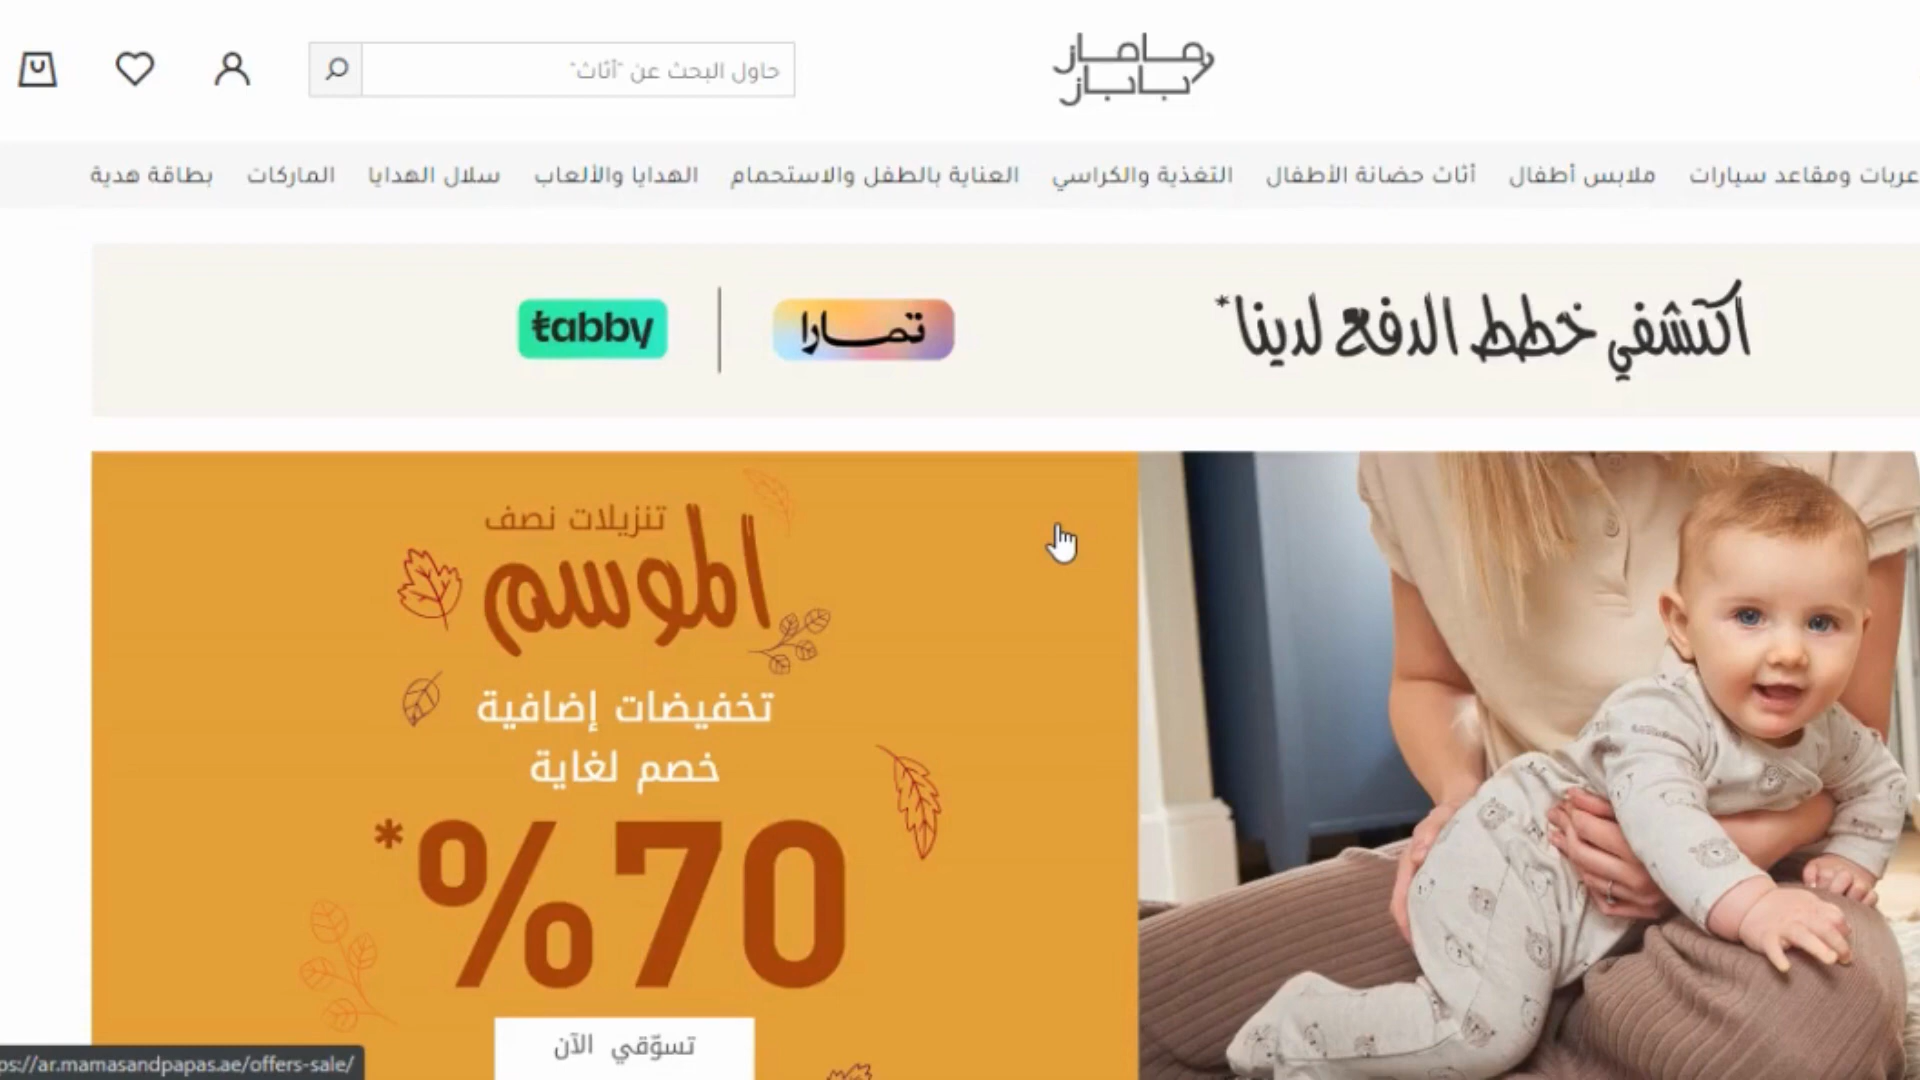 حاول البحث عن "أثاث"
ماماز
باباز
عربات ومقاعد سيارات ملابس أطفال أثاث حضانة الأطفال التغذية والكراسي العناية بالطفل والاستحمام الهدايا والألعاب سلال الهدايا الماركات بطاقة هدية
اكتشفي خطط الدفع لدينا*
تمارا
tabby
تنزيلات نصف
الموسم
تخفيضات إضافية
خصم لغاية
%70*
تسوّقي الآن
ps://ar.mamasandpapas.ae/offers-sale/